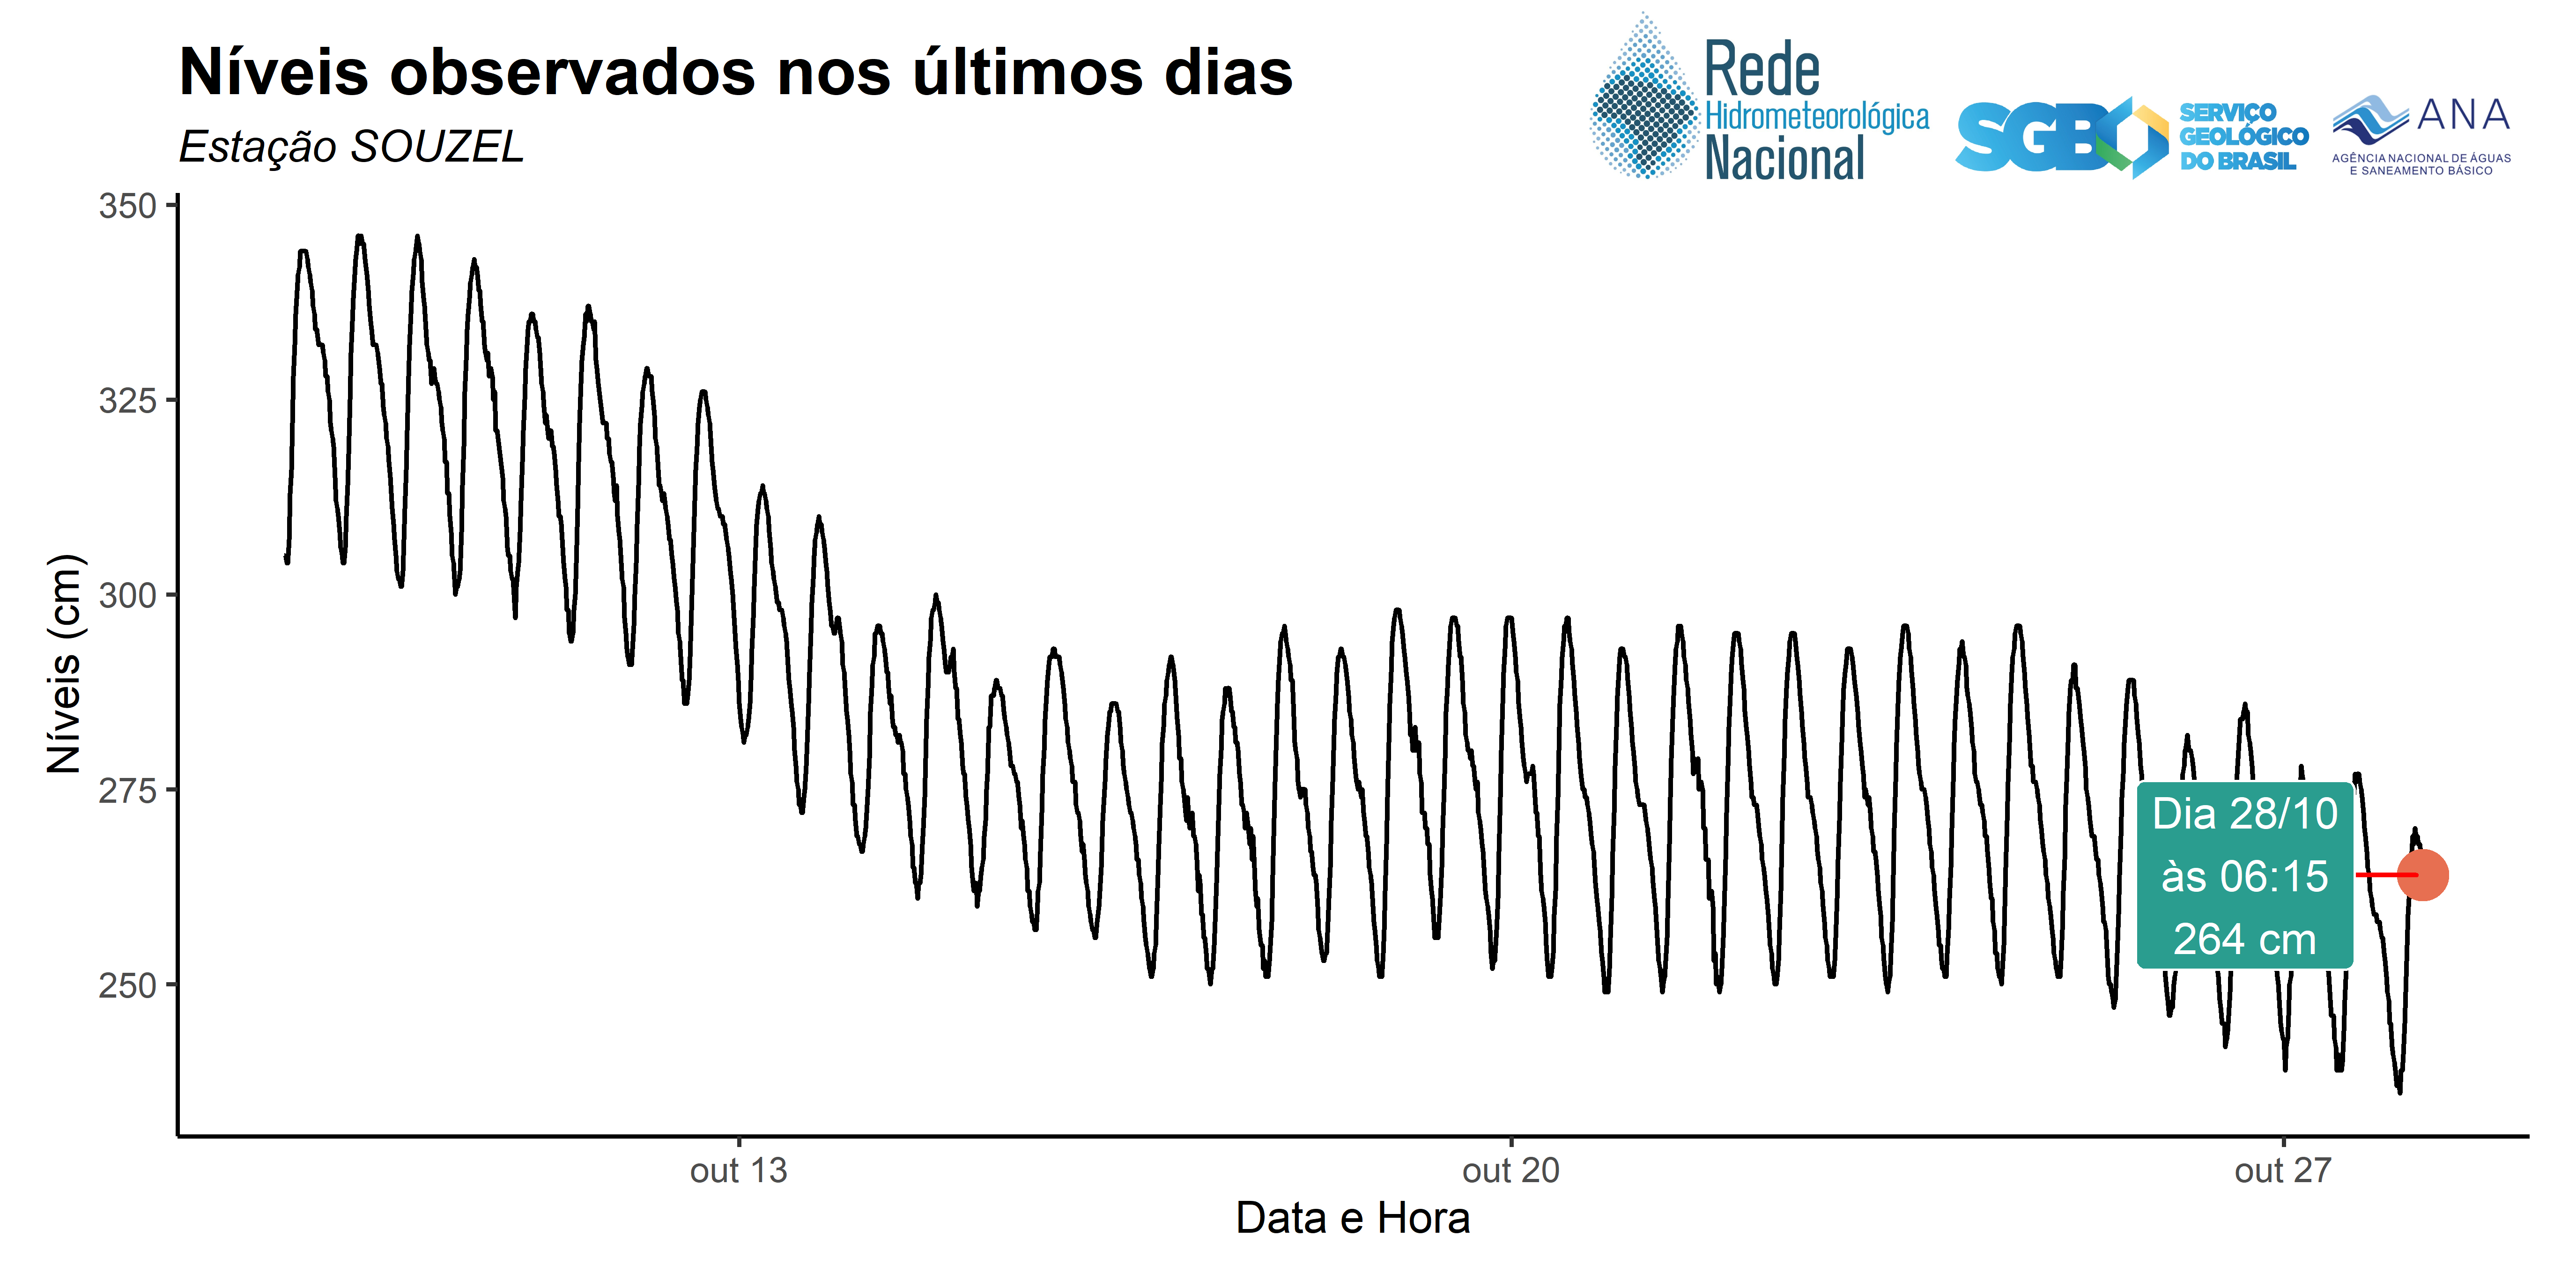 Níveis observados nos últimos dias
Estação SOUZEL
Rede
Hidrometeorológica
Nacional
SGB
SERVIÇO
GEOLÓGICO
DO BRASIL
ANA
AGÊNCIA NACIONAL DE ÁGUAS
E SANEAMENTO BÁSICO
350
325
300
275
250
Níveis (cm)
Dia 28/10
às 06:15
264 cm
out 13
out 20
out 27
Data e Hora